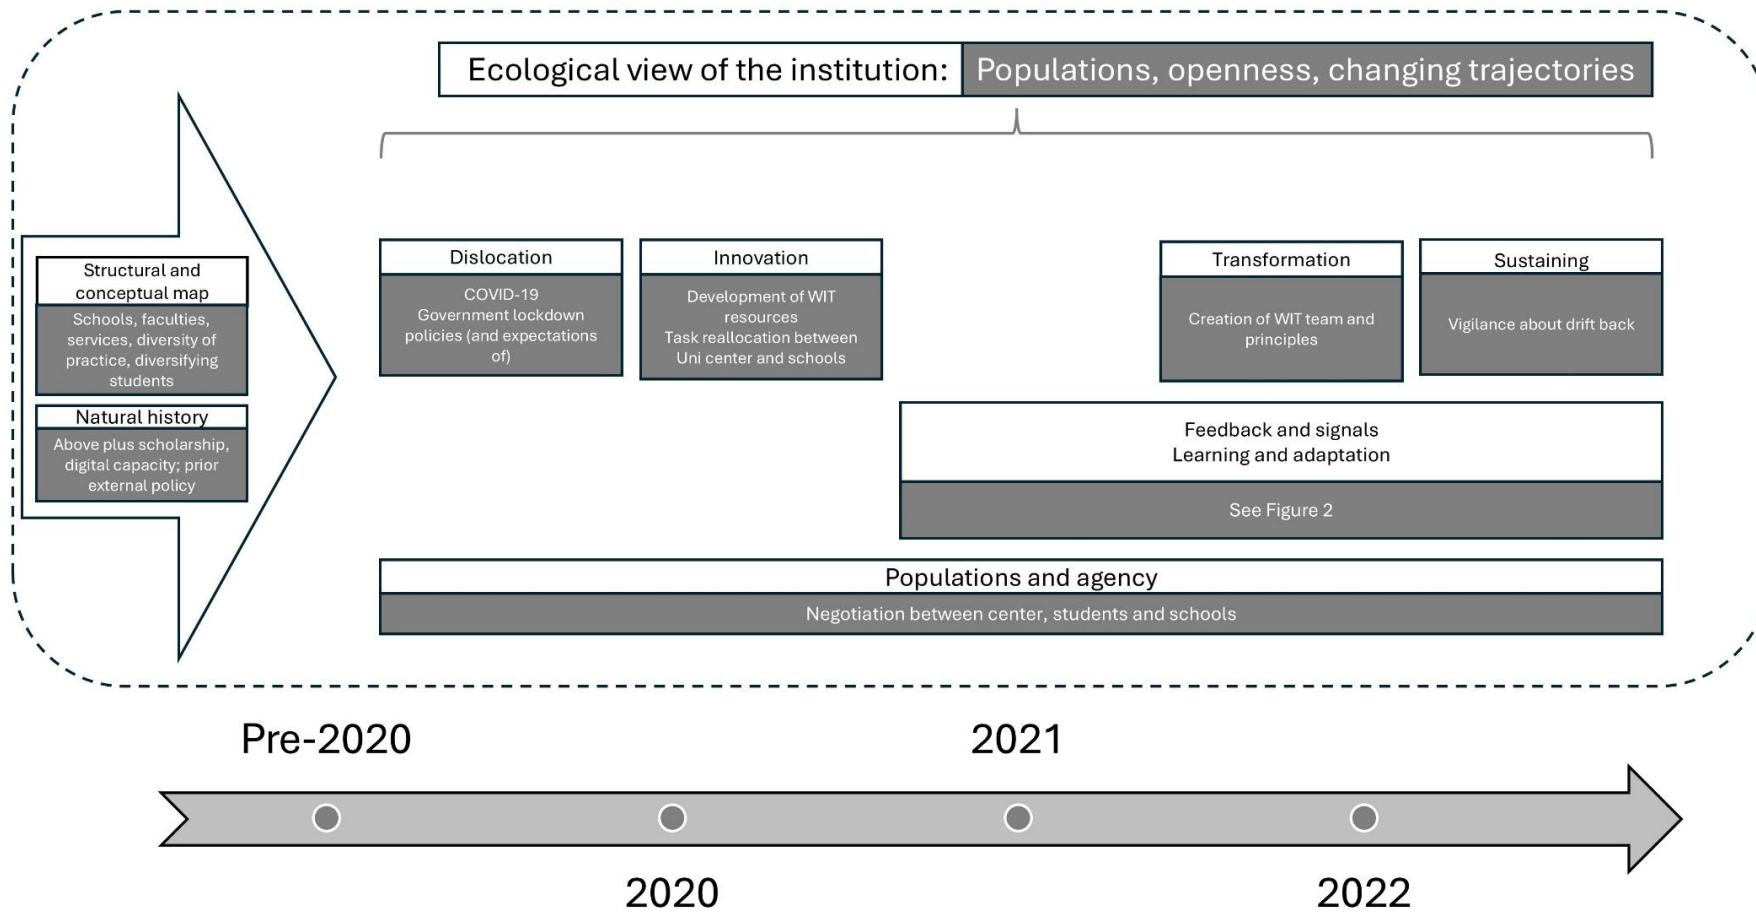 Ecological view of the institution:
Populations, openness, changing trajectories
Structural and
conceptual map
Schools, faculties,
services, diversity of
practice, diversifying
students
Natural history
Above plus scholarship,
digital capacity; prior
external policy
Dislocation
COVID-19
Government lockdown
policies (and expectations
of)
Innovation
Development of WIT
resources
Task reallocation between
Uni center and schools
Transformation
Creation of WIT team and
principles
Sustaining
Vigilance about drift back
Feedback and signals
Learning and adaptation
See Figure 2
Populations and agency
Negotiation between center, students and schools
Pre-2020
2021
2020
2022